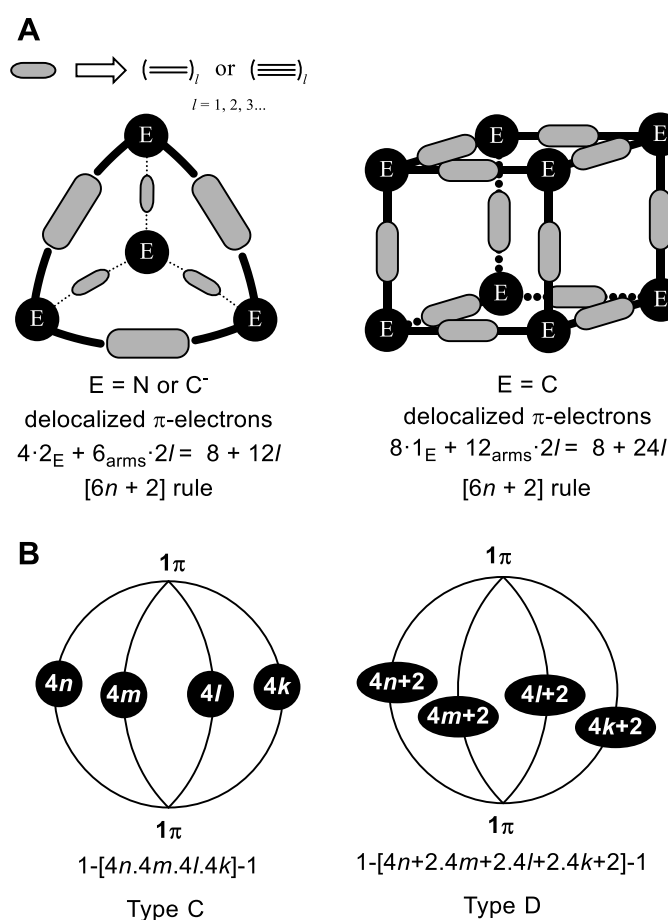 A
(═)l or (≡)l
l = 1, 2, 3...
E
E
E
E
E
E
E
E
E
E
E
E
E = N or C⁻
delocalized π-electrons
4·2E + 6arms·2l = 8 + 12l
[6n + 2] rule
E = C
delocalized π-electrons
8·1E + 12arms·2l = 8 + 24l
[6n + 2] rule
B
1π
4n
4m
4l
4k
1π
1-[4n.4m.4l.4k]-1
Type C
1π
4n+2
4m+2
4l+2
4k+2
1π
1-[4n+2.4m+2.4l+2.4k+2]-1
Type D